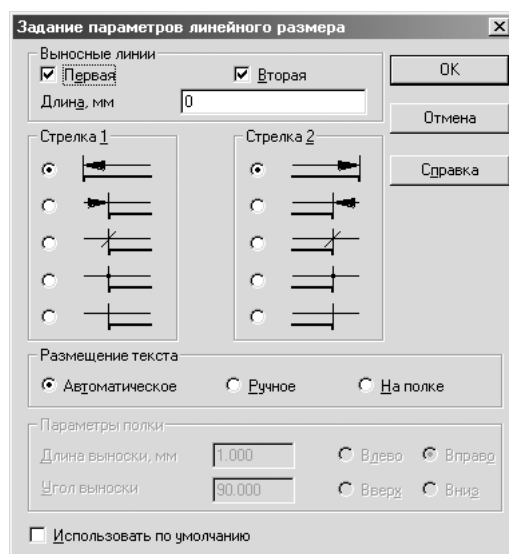 Задание параметров линейного размера
Выносные линии
Первая
Вторая
Длина, мм
0
OK
Отмена
Справка
Стрелка 1
Стрелка 2
Размещение текста
Автоматическое
Ручное
На полке
Параметры полки
Длина выноски, мм
1.000
Влево
Вправо
Угол выноски
90.000
Вверх
Вниз
Использовать по умолчанию